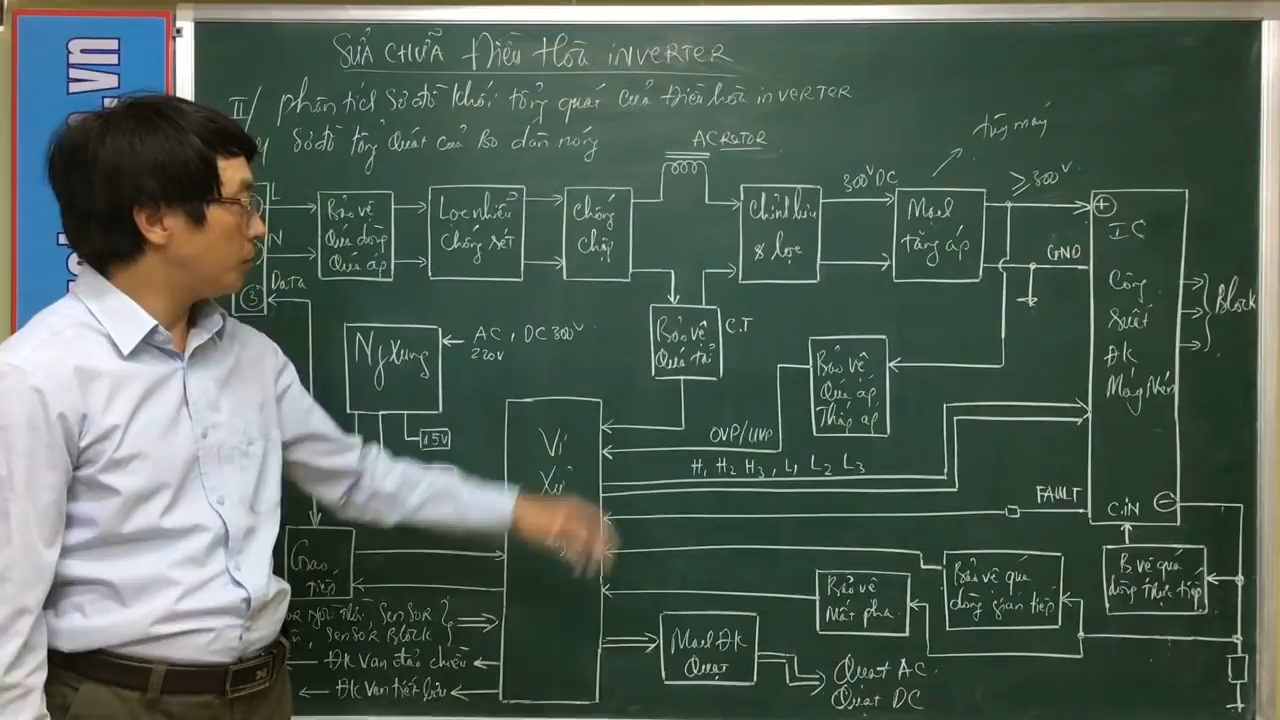 SỬA CHỮA Điều Hòa INVERTER
II/ phân tích Sơ đồ khối tổng quát của Điều hòa INVERTER
Sơ đồ tổng Quát của Bo dàn nóng
AC RƠTOR
tùy máy
L
N
DATA
3
Bảo vệ
Quá dòng
Quá áp
Lọc nhiễu
chống sét
Chống
chập
Chỉnh lưu
& lọc
300V DC
Mạch
tăng áp
≥ 300V
GND
+
IC
Công
suất
ĐK
Máy Nén
Block
C.iN
−
Ng Xung
AC, DC 300V
220V
15V
Bảo vệ
Quá tải
C.T
Bảo vệ
Quá áp
Thấp áp
OVP/UVP
H1 H2 H3, L1 L2 L3
FAULT
Vi
Xử
Giao
tiếp
SENSOR
SENSOR BLOCK
ĐK Van đảo chiều
ĐK Van tiết lưu
Mạch ĐK
Quạt
Quạt AC
Quạt DC
Bảo vệ
Mất pha
Bảo vệ quá
dòng gián tiếp
B vệ quá
dòng trực tiếp
.vn